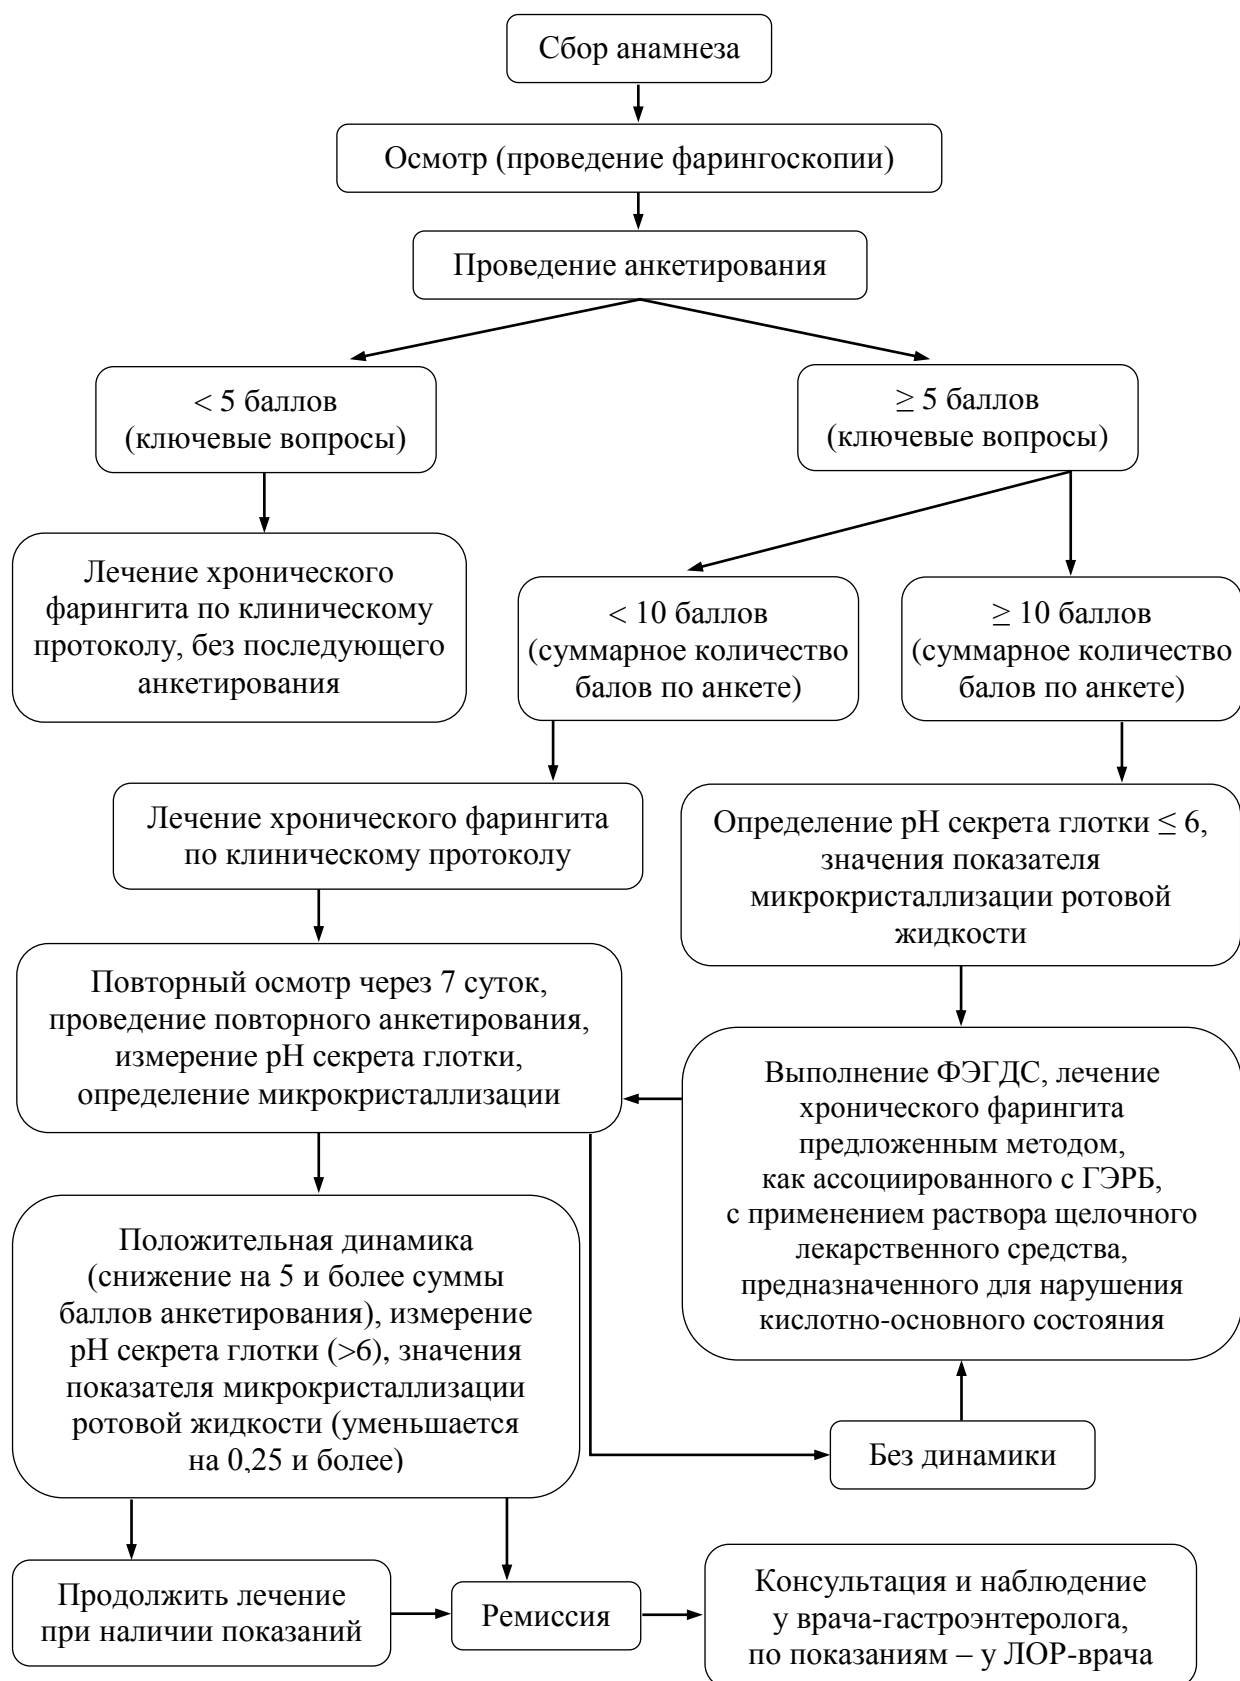 Сбор анамнеза
Осмотр (проведение фарингоскопии)
Проведение анкетирования
< 5 баллов
(ключевые вопросы)
≥ 5 баллов
(ключевые вопросы)
Лечение хронического
фарингита по клиническому
протоколу, без последующего
анкетирования
< 10 баллов
(суммарное количество
балов по анкете)
≥ 10 баллов
(суммарное количество
балов по анкете)
Лечение хронического фарингита
по клиническому протоколу
Определение pH секрета глотки ≤ 6,
значения показателя
микрокристаллизации ротовой
жидкости
Повторный осмотр через 7 суток,
проведение повторного анкетирования,
измерение pH секрета глотки,
определение микрокристаллизации
Выполнение ФЭГДС, лечение
хронического фарингита
предложенным методом,
как ассоциированного с ГЭРБ,
с применением раствора щелочного
лекарственного средства,
предназначенного для нарушения
кислотно-основного состояния
Положительная динамика
(снижение на 5 и более суммы
баллов анкетирования), измерение
pH секрета глотки (>6), значения
показателя микрокристаллизации
ротовой жидкости (уменьшается
на 0,25 и более)
Без динамики
Продолжить лечение
при наличии показаний
Ремиссия
Консультация и наблюдение
у врача-гастроэнтеролога,
по показаниям – у ЛОР-врача